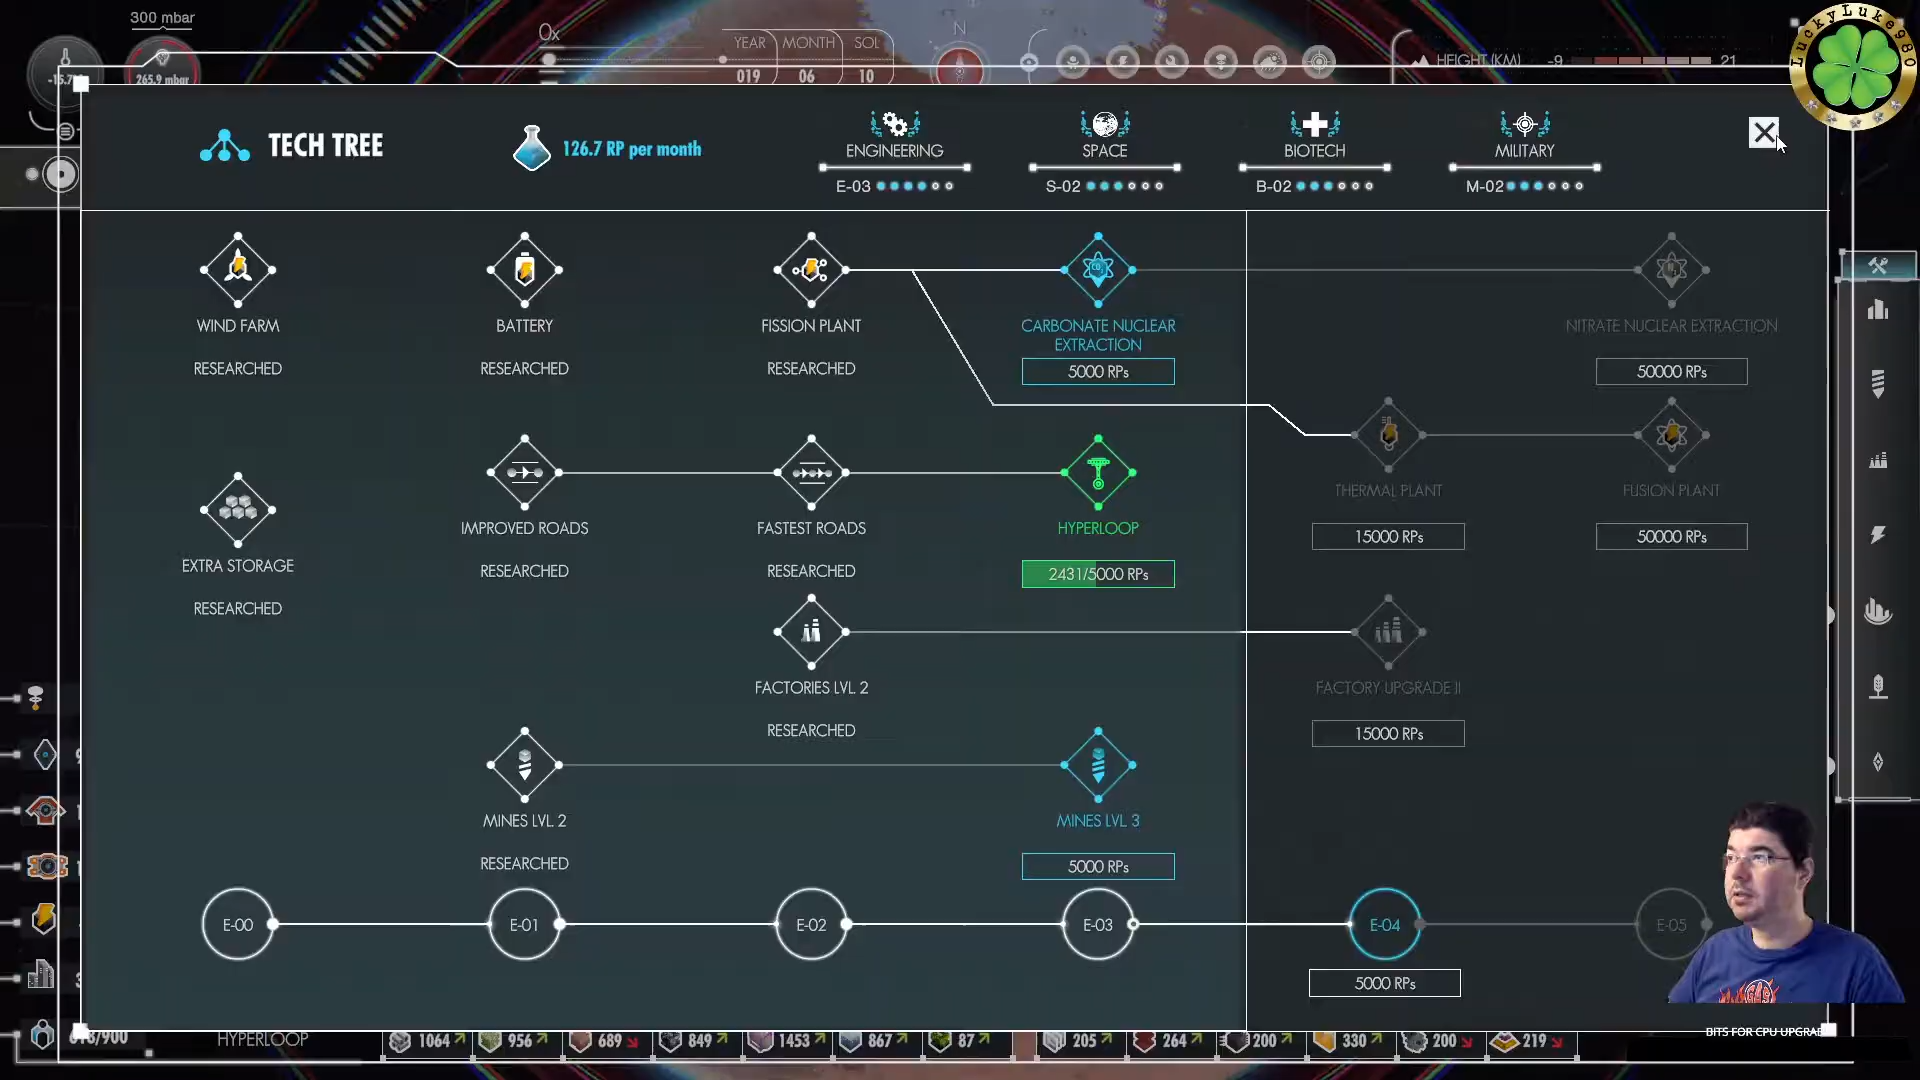 300 mbar
0x
YEAR MONTH SOL
019 06 10
N
HEIGHT(KM) -9 21
LuckyLuke980
265.9 mbar
TECH TREE
126.7 RP per month
ENGINEERING
E-03
SPACE
S-02
BIOTECH
B-02
MILITARY
M-02
WIND FARM
RESEARCHED
BATTERY
RESEARCHED
FISSION PLANT
RESEARCHED
CARBONATE NUCLEAR
EXTRACTION
5000 RPs
NITRATE NUCLEAR EXTRACTION
50000 RPs
THERMAL PLANT
15000 RPs
FUSION PLANT
50000 RPs
EXTRA STORAGE
RESEARCHED
IMPROVED ROADS
RESEARCHED
FASTEST ROADS
RESEARCHED
HYPERLOOP
2431/5000 RPs
FACTORIES LVL 2
RESEARCHED
FACTORY UPGRADE II
15000 RPs
MINES LVL 2
RESEARCHED
MINES LVL 3
5000 RPs
E-00 E-01 E-02 E-03 E-04 E-05
5000 RPs
HYPERLOOP
1064 956 689 849 1453 867 87 205 264 200 330 200 219
BITS FOR CPU UPGRAD